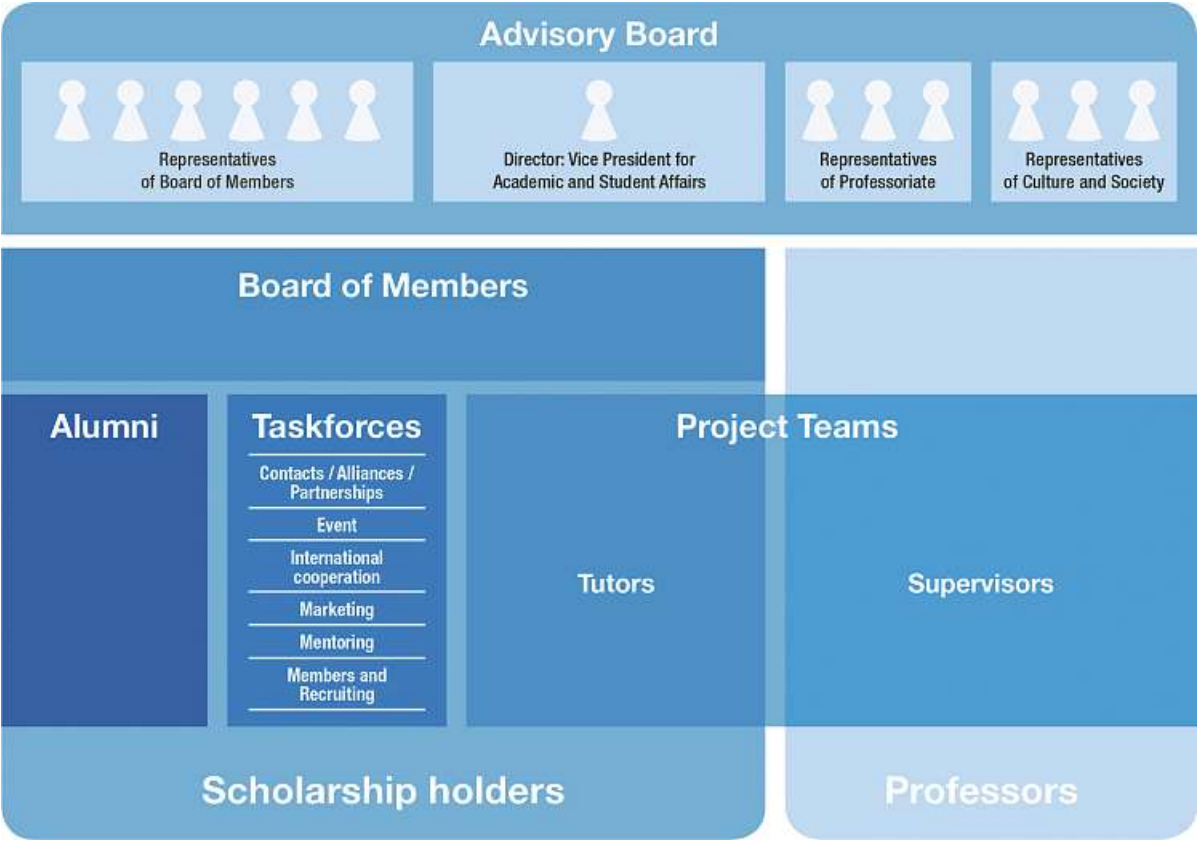 Advisory Board
Representatives
of Board of Members
Director: Vice President for
Academic and Student Affairs
Representatives
of Professoriate
Representatives
of Culture and Society
Board of Members
Alumni
Taskforces
Contacts / Alliances /
Partnerships
Event
International
cooperation
Marketing
Mentoring
Members and
Recruiting
Project Teams
Tutors
Supervisors
Scholarship holders
Professors